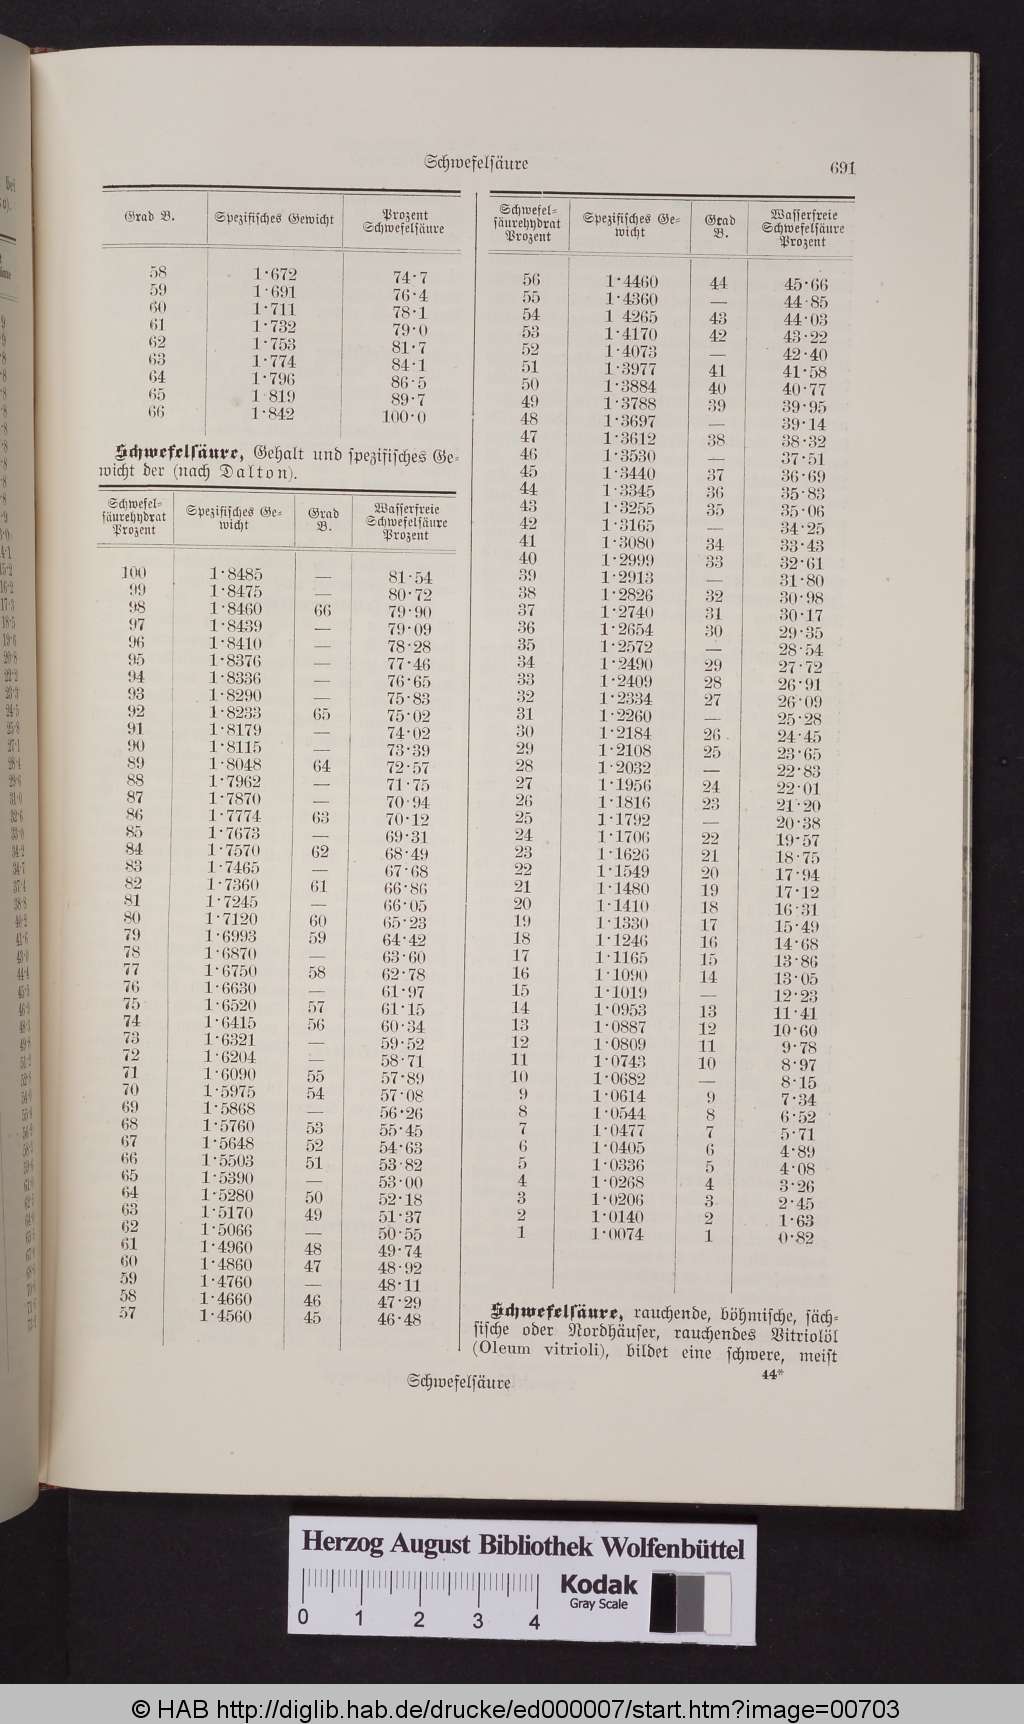 Schwefelsäure
691
Grad B. Spezifisches Gewicht Prozent Schwefelsäure
58 1·672 74·7
59 1·691 76·4
60 1·711 78·1
61 1·732 79·0
62 1·753 81·7
63 1·774 84·1
64 1·796 86·5
65 1·819 89·7
66 1·842 100·0
Schwefelsäure, Gehalt und spezifisches Ge-
wicht der (nach Dalton).
Schwefel-
säurehydrat
Prozent
Spezifisches Ge-
wicht
Grad
B.
Wasserfreie
Schwefelsäure
Prozent
100 1·8485 — 81·54
99 1·8475 — 80·72
98 1·8460 66 79·90
97 1·8439 — 79·09
96 1·8410 — 78·28
95 1·8376 — 77·46
94 1·8336 — 76·65
93 1·8290 — 75·83
92 1·8233 65 75·02
91 1·8179 — 74·02
90 1·8115 — 73·39
89 1·8048 64 72·57
88 1·7962 — 71·75
87 1·7870 — 70·94
86 1·7774 63 70·12
85 1·7673 — 69·31
84 1·7570 62 68·49
83 1·7465 — 67·68
82 1·7360 61 66·86
81 1·7245 — 66·05
80 1·7120 60 65·23
79 1·6993 59 64·42
78 1·6870 — 63·60
77 1·6750 58 62·78
76 1·6630 — 61·97
75 1·6520 57 61·15
74 1·6415 56 60·34
73 1·6321 — 59·52
72 1·6204 — 58·71
71 1·6090 55 57·89
70 1·5975 54 57·08
69 1·5868 — 56·26
68 1·5760 53 55·45
67 1·5648 52 54·63
66 1·5503 51 53·82
65 1·5390 — 53·00
64 1·5280 50 52·18
63 1·5170 49 51·37
62 1·5066 — 50·55
61 1·4960 48 49·74
60 1·4860 47 48·92
59 1·4760 — 48·11
58 1·4660 46 47·29
57 1·4560 45 46·48
Schwefel-
säurehydrat
Prozent
Spezifisches Ge-
wicht
Grad
B.
Wasserfreie
Schwefelsäure
Prozent
56 1·4460 44 45·66
55 1·4360 — 44·85
54 1 4265 43 44·03
53 1·4170 42 43·22
52 1·4073 — 42·40
51 1·3977 41 41·58
50 1·3884 40 40·77
49 1·3788 39 39·95
48 1·3697 — 39·14
47 1·3612 38 38·32
46 1·3530 — 37·51
45 1·3440 37 36·69
44 1·3345 36 35·83
43 1·3255 35 35·06
42 1·3165 — 34·25
41 1·3080 34 33·43
40 1·2999 33 32·61
39 1·2913 — 31·80
38 1·2826 32 30·98
37 1·2740 31 30·17
36 1·2654 30 29·35
35 1·2572 — 28·54
34 1·2490 29 27·72
33 1·2409 28 26·91
32 1·2334 27 26·09
31 1·2260 — 25·28
30 1·2184 26 24·45
29 1·2108 25 23·65
28 1·2032 — 22·83
27 1·1956 24 22·01
26 1·1816 23 21·20
25 1·1792 — 20·38
24 1·1706 22 19·57
23 1·1626 21 18·75
22 1·1549 20 17·94
21 1·1480 19 17·12
20 1·1410 18 16·31
19 1·1330 17 15·49
18 1·1246 16 14·68
17 1·1165 15 13·86
16 1·1090 14 13·05
15 1·1019 — 12·23
14 1·0953 13 11·41
13 1·0887 12 10·60
12 1·0809 11 9·78
11 1·0743 10 8·97
10 1·0682 — 8·15
9 1·0614 9 7·34
8 1·0544 8 6·52
7 1·0477 7 5·71
6 1·0405 6 4·89
5 1·0336 5 4·08
4 1·0268 4 3·26
3 1·0206 3 2·45
2 1·0140 2 1·63
1 1·0074 1 0·82
Schwefelsäure, rauchende, böhmische, säch-
sische oder Nordhäuser, rauchendes Vitriolöl
(Oleum vitrioli), bildet eine schwere, meist
44*
Schwefelsäure
Herzog August Bibliothek Wolfenbüttel
0 1 2 3 4
Kodak
Gray Scale
© HAB http://diglib.hab.de/drucke/ed000007/start.htm?image=00703